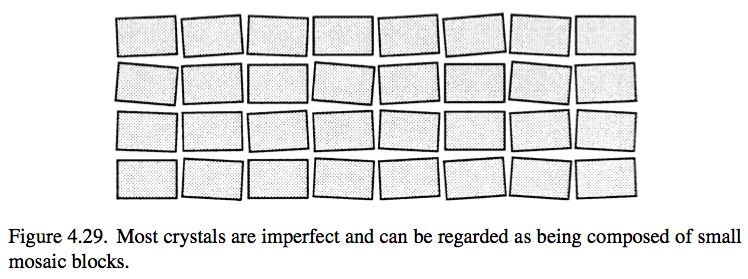 Figure 4.29. Most crystals are imperfect and can be regarded as being composed of small
mosaic blocks.